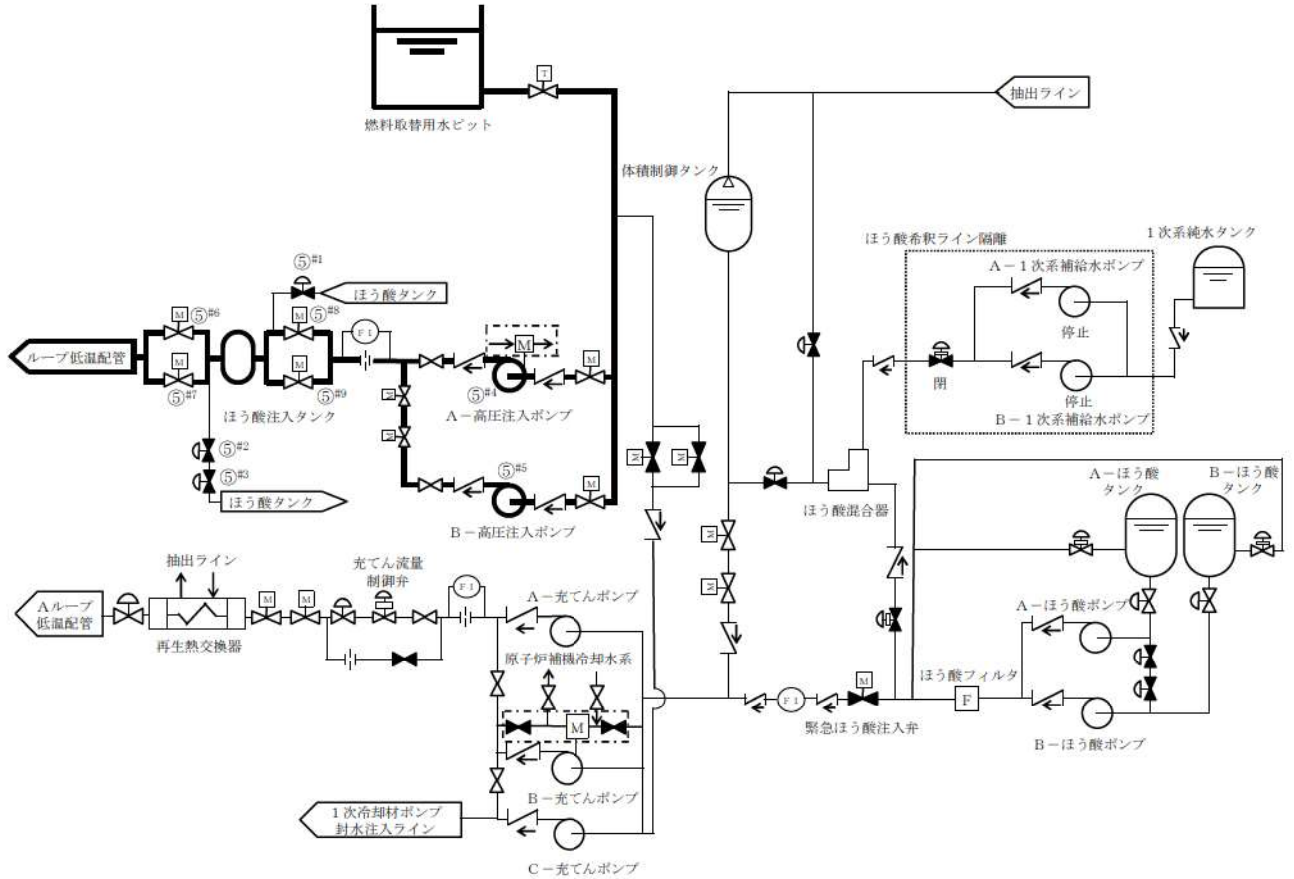 T
燃料取替用水ピット
抽出ライン
体積制御タンク
ほう酸希釈ライン隔離
1次系純水タンク
A-1次系補給水ポンプ
停止
閉
停止
B-1次系補給水ポンプ
⑤#1
ほう酸タンク
⑤#6
M
⑤#8
M
FI
M
M
ループ低温配管
M
⑤#7
M
⑤#9
ほう酸注入タンク
⑤#4
A-高圧注入ポンプ
M
M
⑤#2
⑤#3
ほう酸タンク
⑤#5
M
B-高圧注入ポンプ
M
M
ほう酸混合器
A-ほう酸
タンク
B-ほう酸
タンク
M
M
抽出ライン
充てん流量
制御弁
FI
Aループ
低温配管
M
M
再生熱交換器
A-充てんポンプ
原子炉補機冷却水系
M
B-充てんポンプ
1次冷却材ポンプ
封水注入ライン
C-充てんポンプ
FI
M
緊急ほう酸注入弁
ほう酸フィルタ
F
A-ほう酸ポンプ
B-ほう酸ポンプ